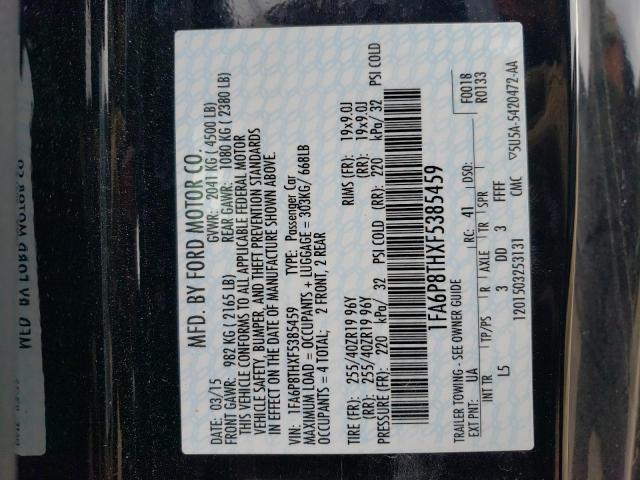 MFD. BY FORD MOTOR CO.
DATE: 03/15 GVWR: 2041 KG ( 4500 LB)
FRONT GAWR: 982 KG ( 2165 LB) REAR GAWR: 1080 KG ( 2380 LB)
THIS VEHICLE CONFORMS TO ALL APPLICABLE FEDERAL MOTOR
VEHICLE SAFETY, BUMPER, AND THEFT PREVENTION STANDARDS
IN EFFECT ON THE DATE OF MANUFACTURE SHOWN ABOVE
VIN: 1FA6P8THXF5385459 TYPE: Passenger Car
MAXIMUM LOAD = OCCUPANTS + LUGGAGE = 303KG/ 668LB
OCCUPANTS = 4 TOTAL; 2 FRONT, 2 REAR
TIRE (FR): 255/40ZR19 96Y RIMS (FR): 19x9.0J
(RR): 255/40ZR19 96Y (RR): 19x9.0J
PRESSURE (FR): 220 kPa/ 32 PSI COLD (RR): 220 kPa/ 32 PSI COLD
1FA6P8THXF5385459
TRAILER TOWING - SEE OWNER GUIDE F0018
R0133
EXT PNT: UA RC: 41 DSO:
INT TR TP/PS R AXLE TR SPR
L5 3 DD 3 FFFF
1201503253131 CMC ▽5U5A-5420472-AA